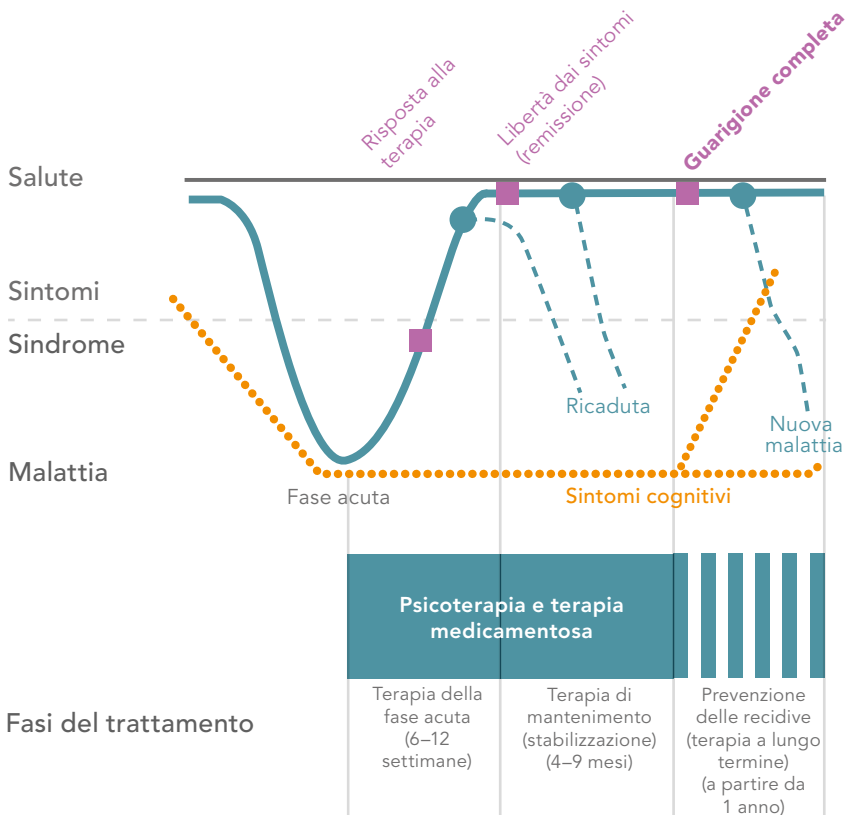 Risposta alla
terapia
Libertà dai sintomi
(remissione)
Guarigione completa
Salute
Sintomi
Sindrome
Ricaduta
Nuova
malattia
Malattia
Fase acuta
Sintomi cognitivi
Psicoterapia e terapia
medicamentosa
Fasi del trattamento
Terapia della
fase acuta
(6–12
settimane)
Terapia di
mantenimento
(stabilizzazione)
(4–9 mesi)
Prevenzione
delle recidive
(terapia a lungo
termine)
(a partire da
1 anno)